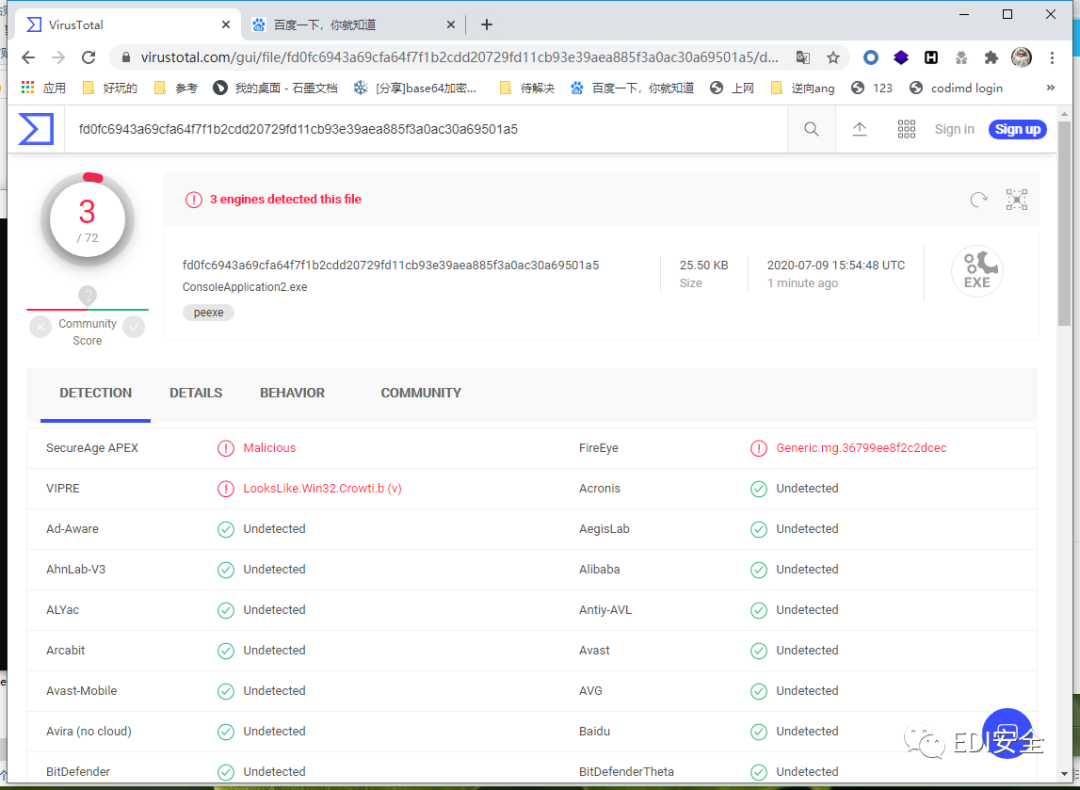 VirusTotal
百度一下，你就知道
virustotal.com/gui/file/fd0fc6943a69cfa64f7f1b2cdd20729fd11cb93e39aea885f3a0ac30a69501a5/d...
应用 好玩的 参考 我的桌面 - 石墨文档 [分享]base64加密... 待解决 百度一下，你就知道 上网 逆向ang 123 codimd login »
fd0fc6943a69cfa64f7f1b2cdd20729fd11cb93e39aea885f3a0ac30a69501a5
Sign in Sign up
3
/ 72
3 engines detected this file
fd0fc6943a69cfa64f7f1b2cdd20729fd11cb93e39aea885f3a0ac30a69501a5
ConsoleApplication2.exe
peexe
25.50 KB
Size
2020-07-09 15:54:48 UTC
1 minute ago
EXE
?
Community
Score
DETECTION DETAILS BEHAVIOR COMMUNITY
SecureAge APEX Malicious FireEye Generic.mg.36799ee8f2c2dcec
VIPRE LooksLike.Win32.Crowti.b (v) Acronis Undetected
Ad-Aware Undetected AegisLab Undetected
AhnLab-V3 Undetected Alibaba Undetected
ALYac Undetected Antiy-AVL Undetected
Arcabit Undetected Avast Undetected
Avast-Mobile Undetected AVG Undetected
Avira (no cloud) Undetected Baidu Undetected
BitDefender Undetected BitDefenderTheta Undetected
EDI安全